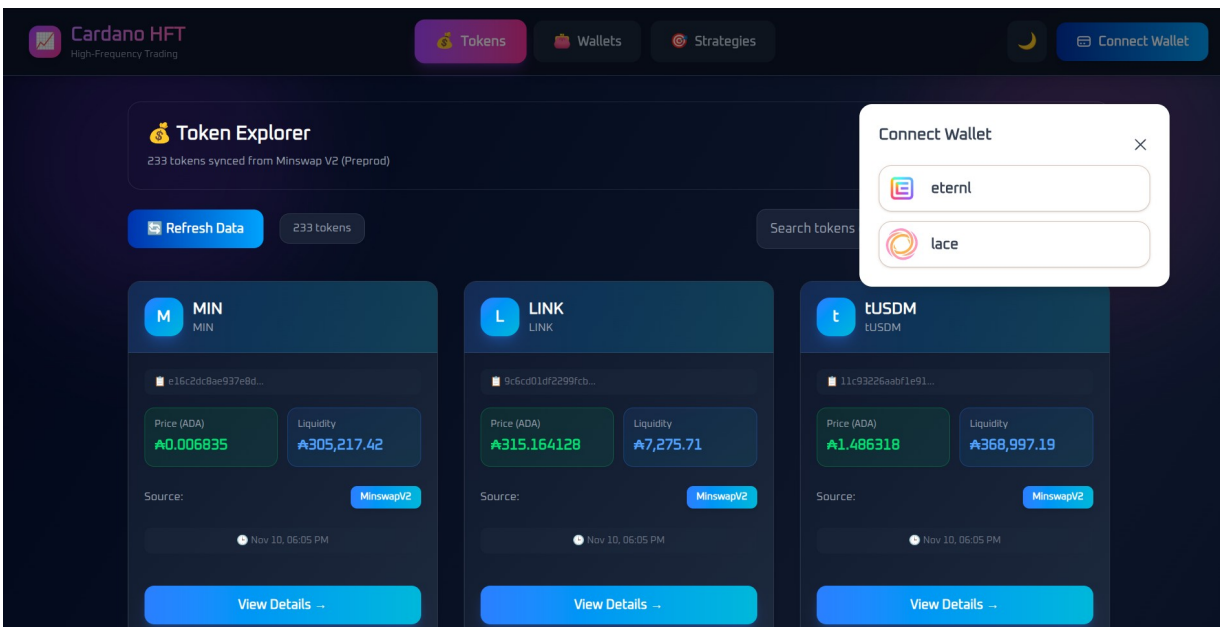 Cardano HFT
High-Frequency Trading
💰 Tokens
👛 Wallets
🎯 Strategies
🌙
Connect Wallet
💰 Token Explorer
233 tokens synced from Minswap V2 (Preprod)
Connect Wallet
×
eternl
lace
🔄 Refresh Data
233 tokens
Search tokens
M
MIN
MIN
📋 e16c2dc8ae937e8d...
Price (ADA)
₳0.006835
Liquidity
₳305,217.42
Source:
MinswapV2
🕒 Nov 10, 06:05 PM
View Details →
L
LINK
LINK
📋 9c6cd01df2299fcb...
Price (ADA)
₳315.164128
Liquidity
₳7,275.71
Source:
MinswapV2
🕒 Nov 10, 06:05 PM
View Details →
t
tUSDM
tUSDM
📋 11c93226aabf1e91...
Price (ADA)
₳1.486318
Liquidity
₳368,997.19
Source:
MinswapV2
🕒 Nov 10, 06:05 PM
View Details →